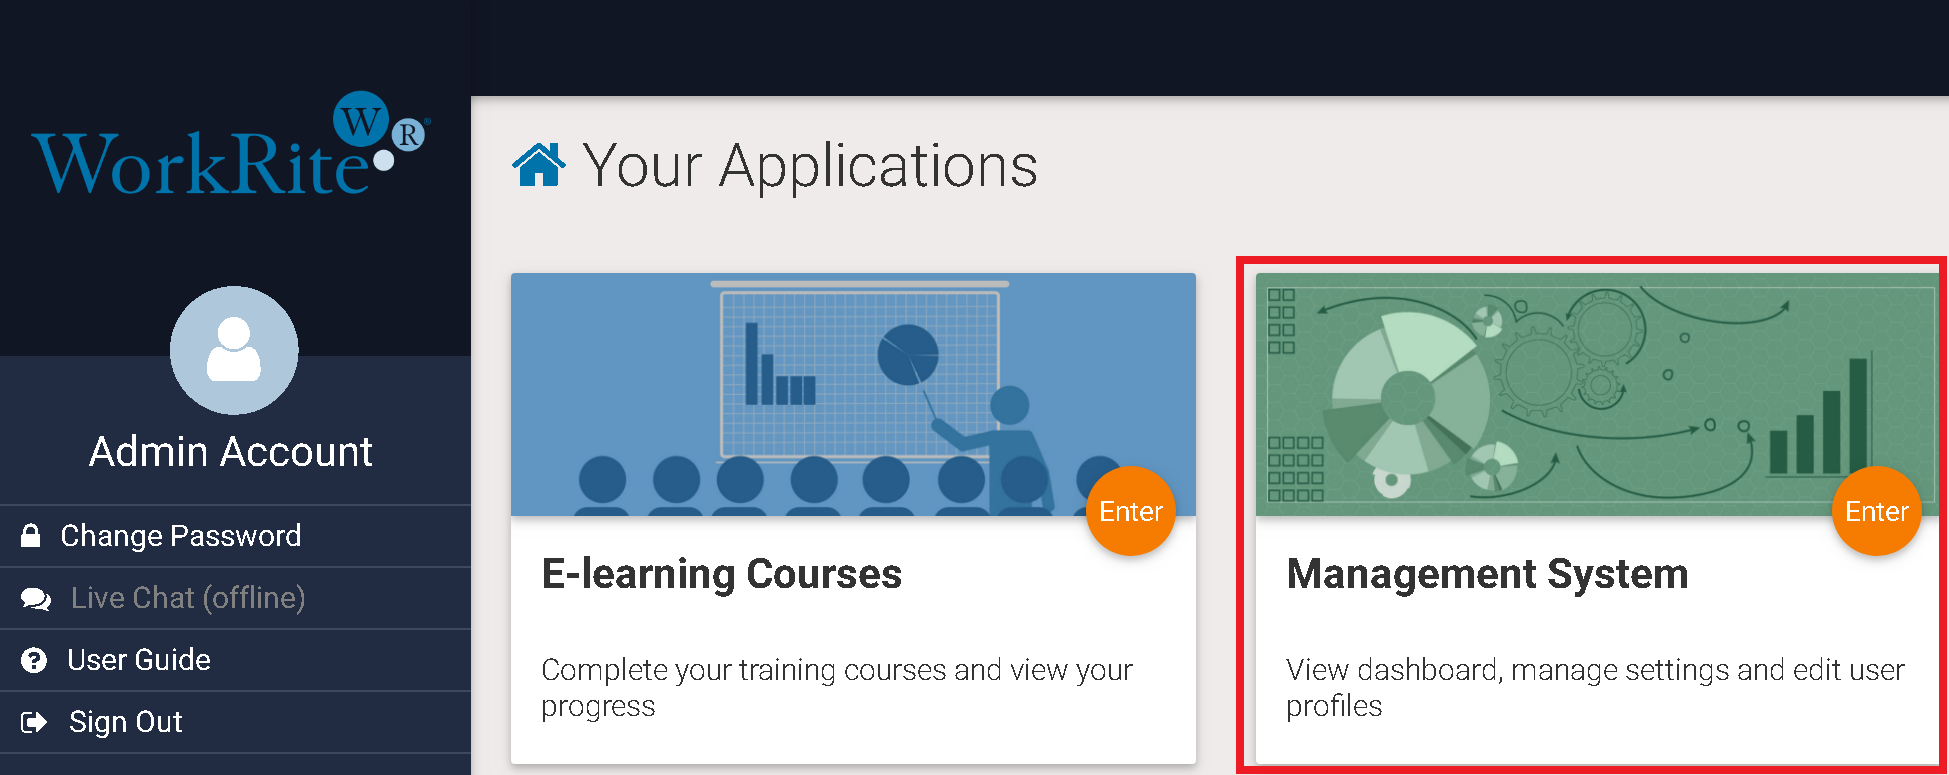 W
R®
WorkRite
Admin Account
Change Password
Live Chat (offline)
User Guide
Sign Out
Your Applications
Enter
E-learning Courses
Complete your training courses and view your
progress
Enter
Management System
View dashboard, manage settings and edit user
profiles